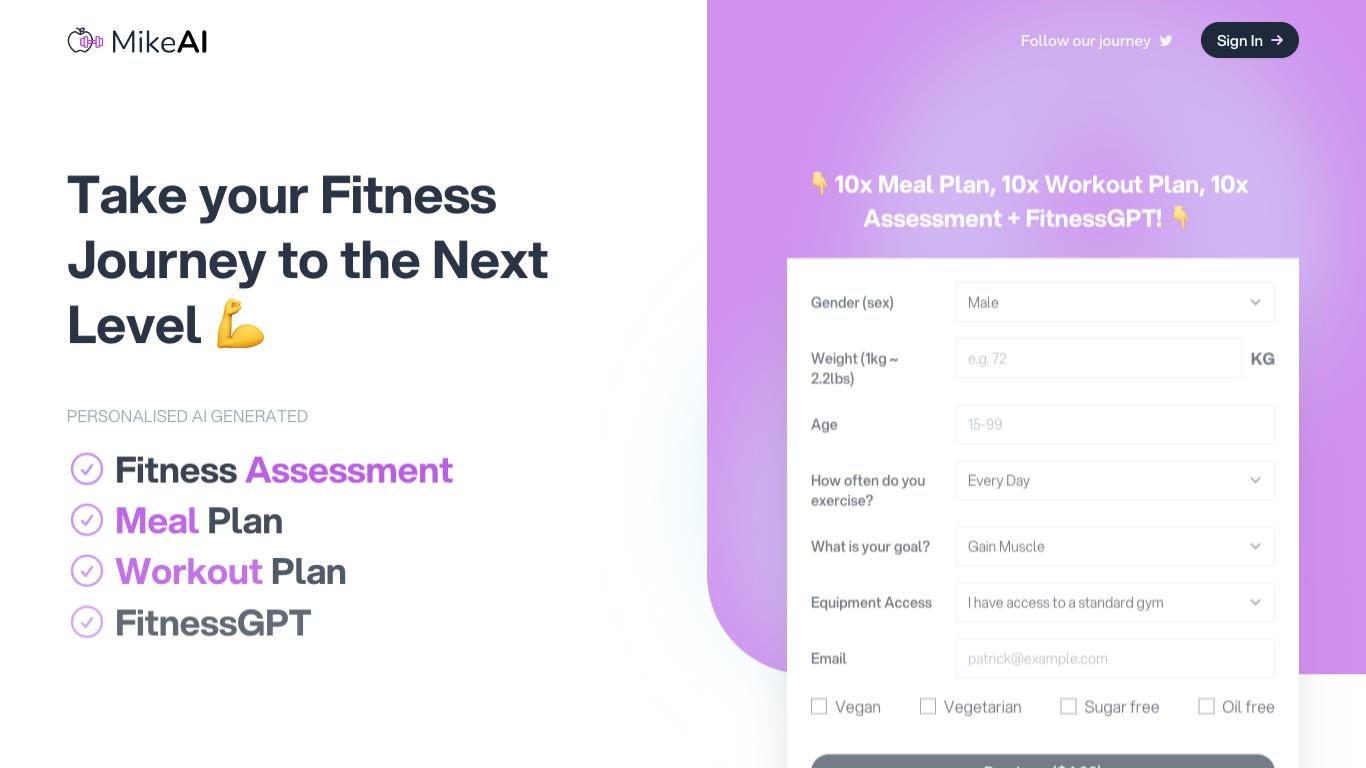 MikeAI
Follow our journey
Sign In
Take your Fitness
Journey to the Next
Level 💪
PERSONALISED AI GENERATED
Fitness Assessment
Meal Plan
Workout Plan
FitnessGPT
👇 10x Meal Plan, 10x Workout Plan, 10x
Assessment + FitnessGPT! 👇
Gender (sex)
Male
Weight (1kg ~
2.2lbs)
e.g. 72
KG
Age
15-99
How often do you
exercise?
Every Day
What is your goal?
Gain Muscle
Equipment Access
I have access to a standard gym
Email
patrick@example.com
Vegan
Vegetarian
Sugar free
Oil free